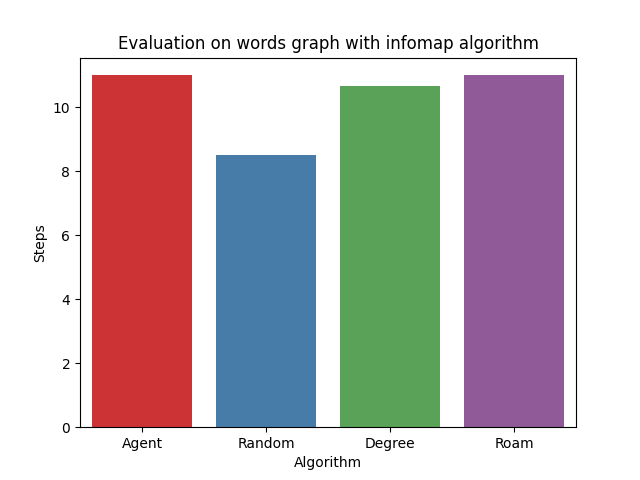 Evaluation on words graph with infomap algorithm
10
8
6
4
2
0
Steps
Agent Random Degree Roam
Algorithm